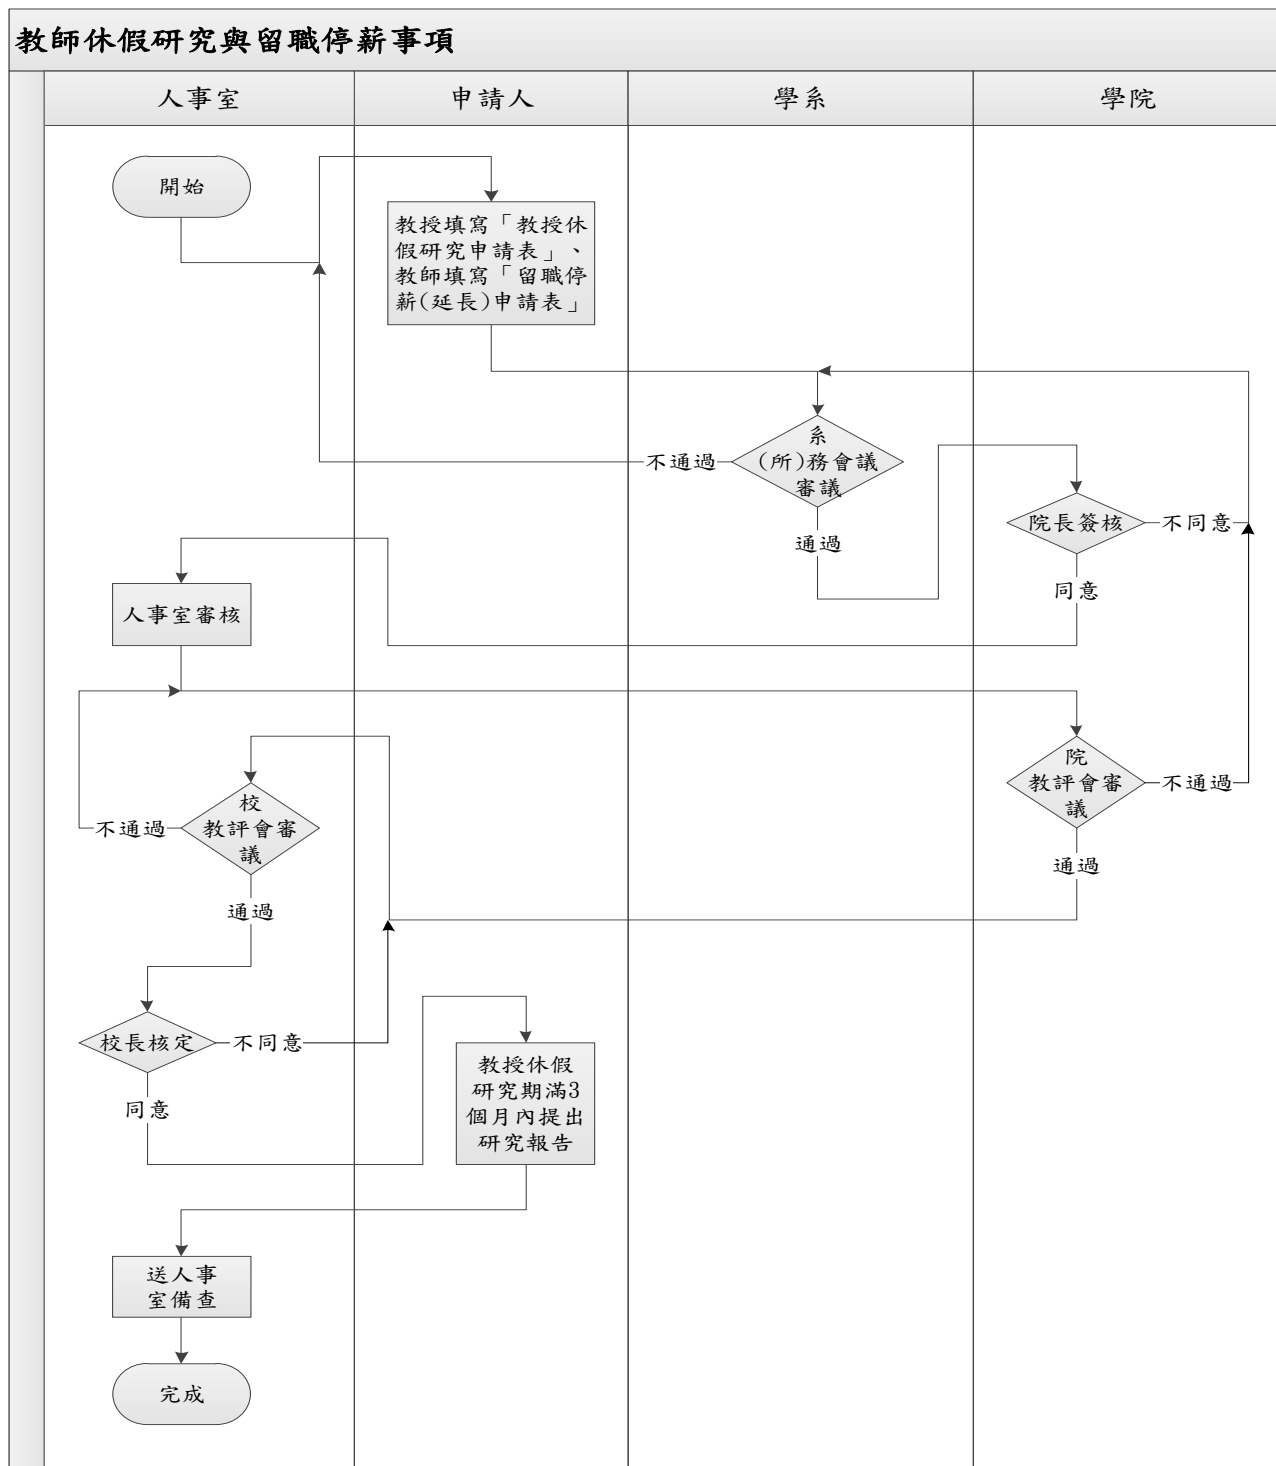 教師休假研究與留職停薪事項
人事室
申請人
學系
學院
開始
教授填寫「教授休
假研究申請表」、
教師填寫「留職停
薪(延長)申請表」
系
(所)務會議
審議
不通過
通過
院長簽核
不同意
同意
人事室審核
院
教評會審
議
不通過
通過
校
教評會審
議
不通過
通過
校長核定
不同意
同意
教授休假
研究期滿3
個月內提出
研究報告
送人事
室備查
完成